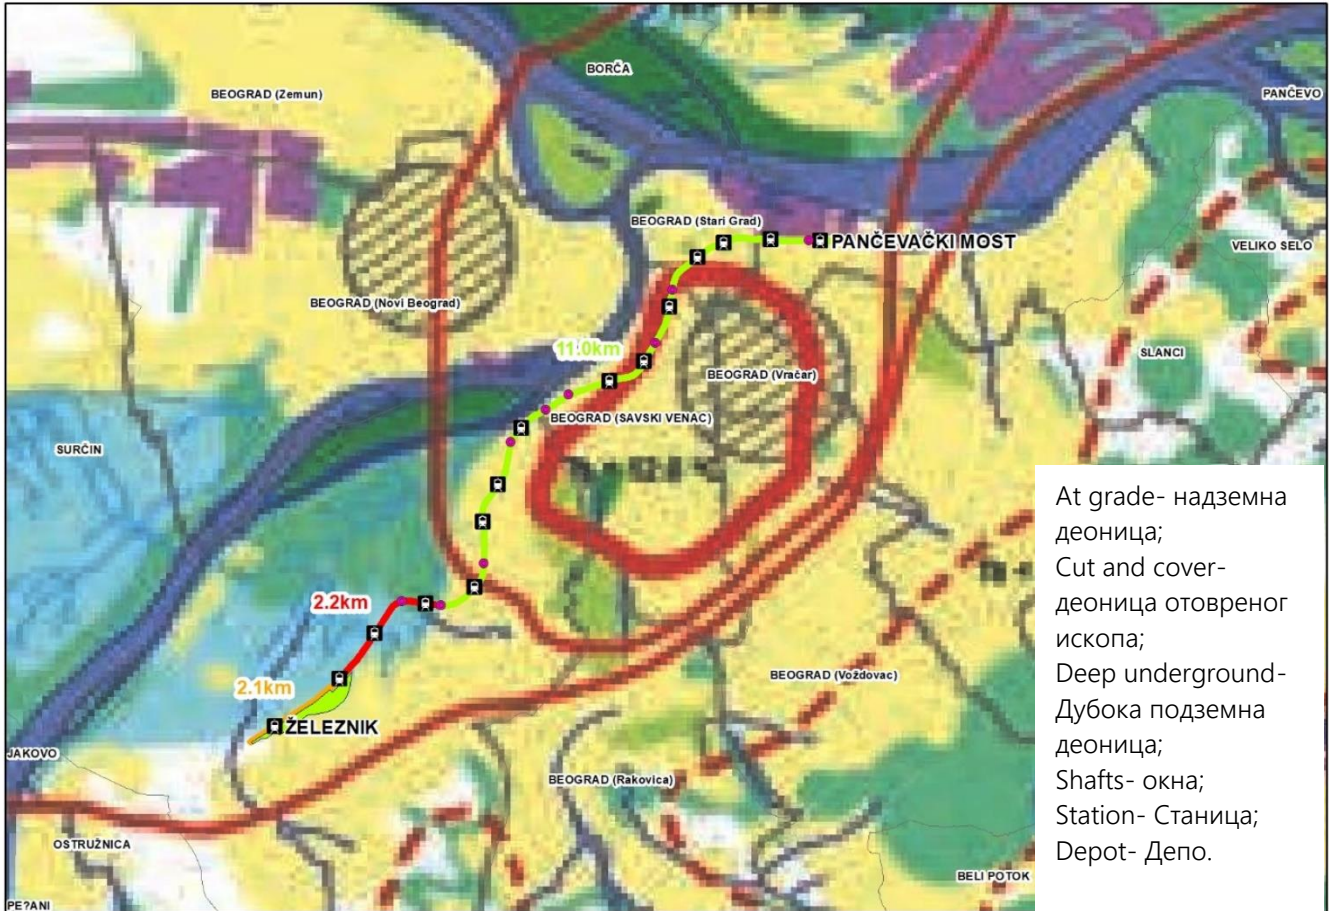 BORČA
BEOGRAD (Zemun)
PANČEVO
BEOGRAD (Stari Grad)
PANČEVAČKI MOST
VELIKO SELO
BEOGRAD (Novi Beograd)
11.0km
SLANCI
BEOGRAD (Vračar)
BEOGRAD (SAVSKI VENAC)
SURČIN
At grade- надземна
деоница;
Cut and cover-
деоница отовреног
ископа;
Deep underground-
Дубока подземна
деоница;
Shafts- окна;
Station- Станица;
Depot- Депо.
2.2km
BEOGRAD (Voždovac)
2.1km
ŽELEZNIK
JAKOVO
BEOGRAD (Rakovica)
OSTRUŽNICA
BELI POTOK
PE?ANI